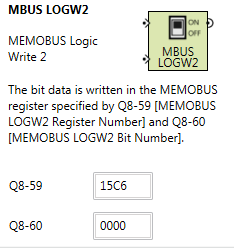 MBUS LOGW2
MEMOBUS Logic
Write 2
ON
OFF
MBUS
LOGW2
The bit data is written in the MEMOBUS
register specified by Q8-59 [MEMOBUS
LOGW2 Register Number] and Q8-60
[MEMOBUS LOGW2 Bit Number].
Q8-59 15C6
Q8-60 0000